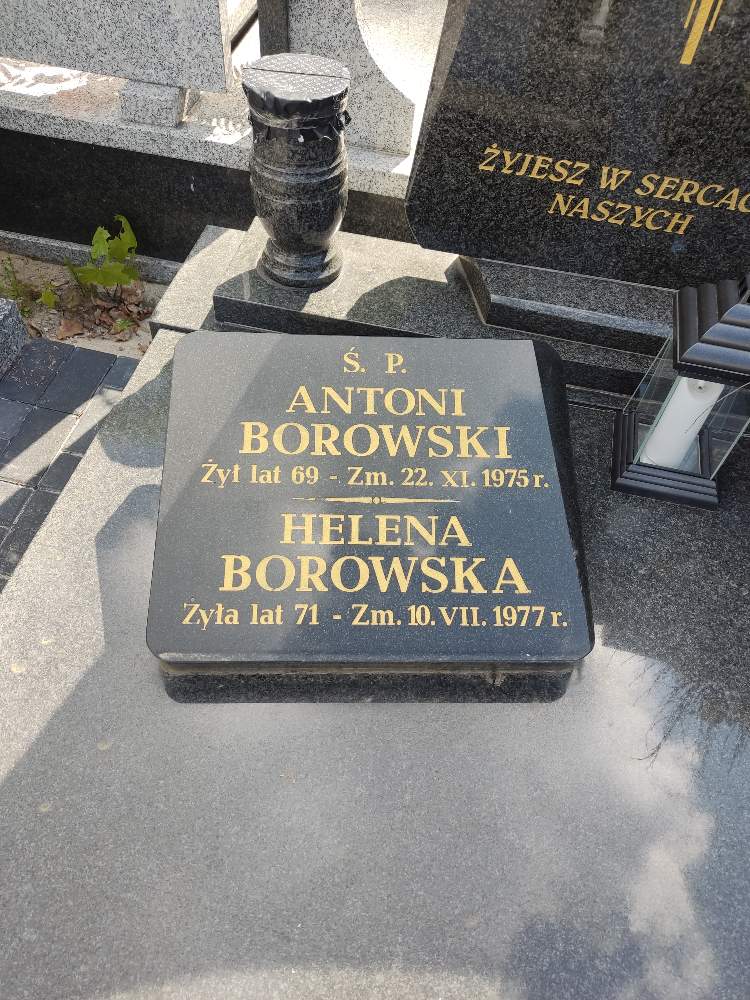 ŻYJESZ W SERCACH
NASZYCH
Ś. P.
ANTONI
BOROWSKI
Żył lat 69 - Zm. 22. XI. 1975 r.
HELENA
BOROWSKA
Żyła lat 71 - Zm. 10. VII. 1977 r.